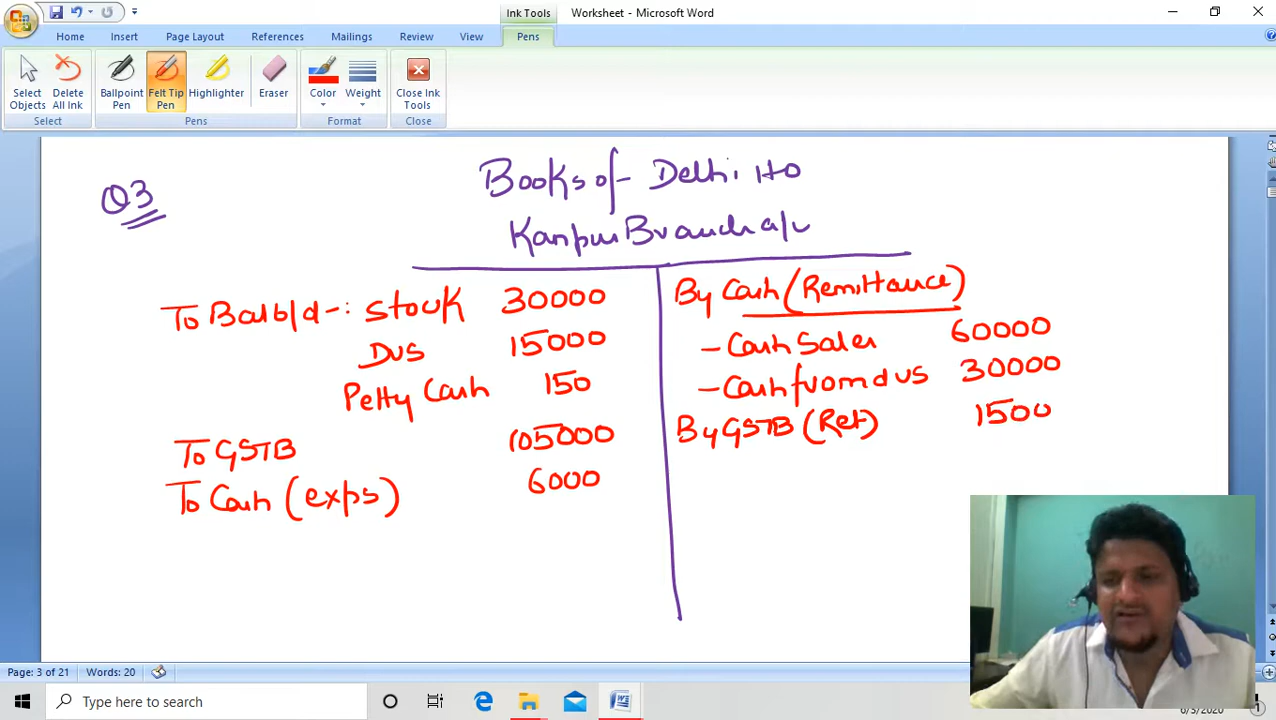 Ink Tools
Worksheet - Microsoft Word
Home Insert Page Layout References Mailings Review View Pens
Select Objects
Delete All Ink
Ballpoint Pen
Felt Tip Pen
Highlighter
Eraser
Color
Weight
Close Ink Tools
Select Pens Format Close
Q3
Books of Delhi HO
Kanpur Branch a/c
To Bal b/d -: Stock 30000
Drs 15000
Petty Cash 150
To GSTB 105000
To Cash (exps) 6000
By Cash (Remittance)
- Cash Sales 60000
- Cash from drs 30000
By GSTB (Ret) 1500
Page: 3 of 21 Words: 20
Type here to search
6/3/2020